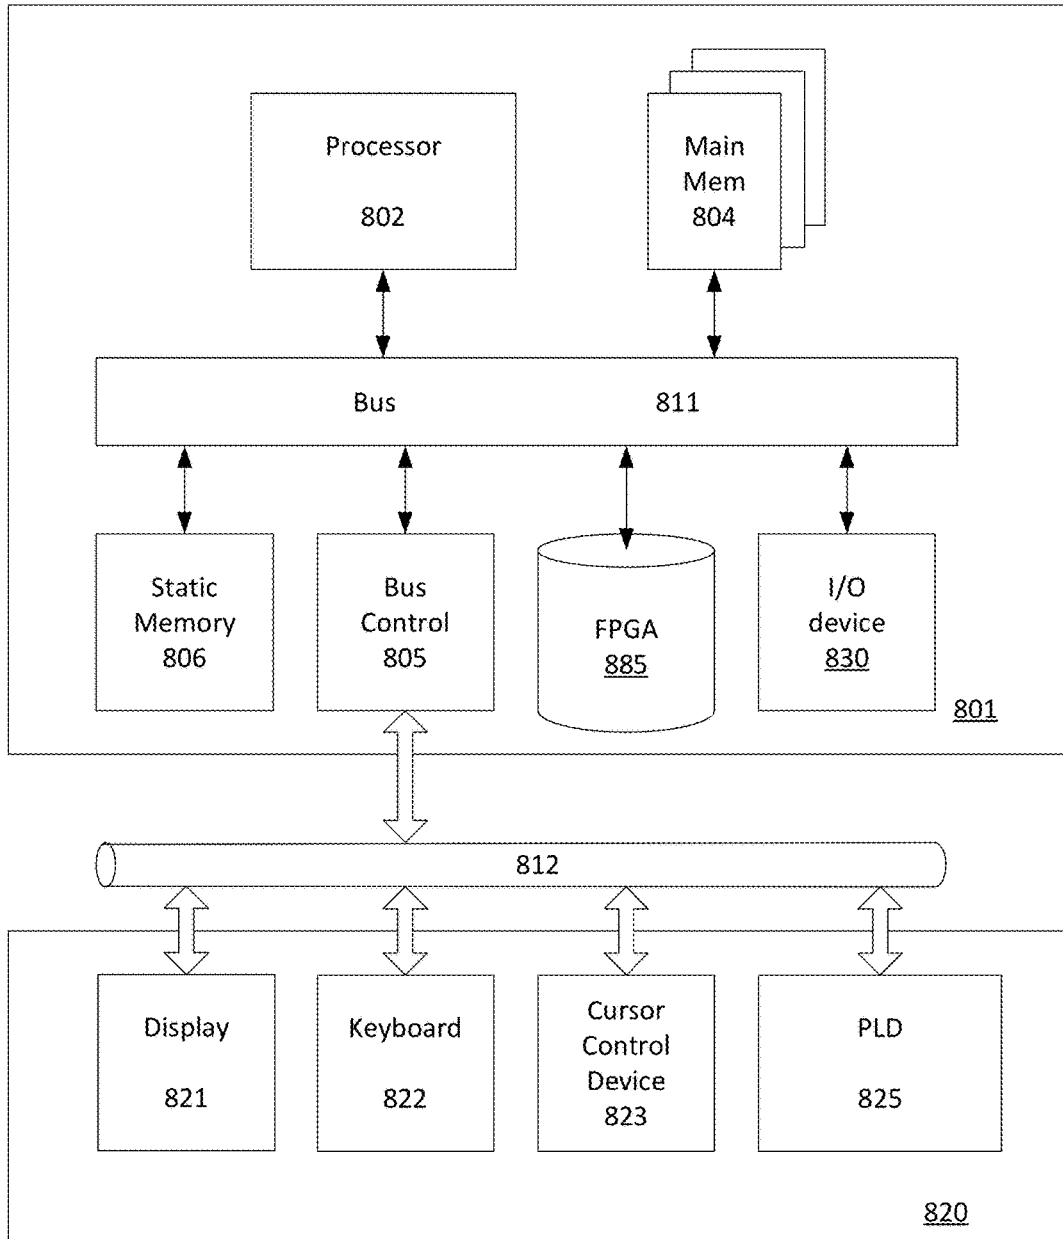 Processor
802
Main
Mem
804
Bus 811
Static
Memory
806
Bus
Control
805
FPGA
885
I/O
device
830
801
812
Display
821
Keyboard
822
Cursor
Control
Device
823
PLD
825
820